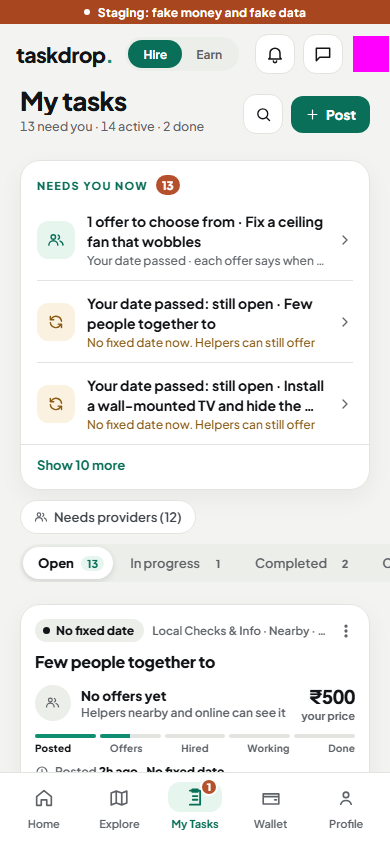 Staging: fake money and fake data
taskdrop.
Hire
Earn
My tasks
13 need you · 14 active · 2 done
Post
NEEDS YOU NOW 13
1 offer to choose from · Fix a ceiling
fan that wobbles
Your date passed · each offer says when ...
Your date passed: still open · Few
people together to
No fixed date now. Helpers can still offer
Your date passed: still open · Install
a wall-mounted TV and hide the ...
No fixed date now. Helpers can still offer
Show 10 more
Needs providers (12)
Open 13 In progress 1 Completed 2
No fixed date Local Checks & Info · Nearby · ...
Few people together to
No offers yet
₹500
Helpers nearby and online can see it
your price
Posted Offers Hired Working Done
Posted 2h ago · No fixed date
1
Home Explore My Tasks Wallet Profile